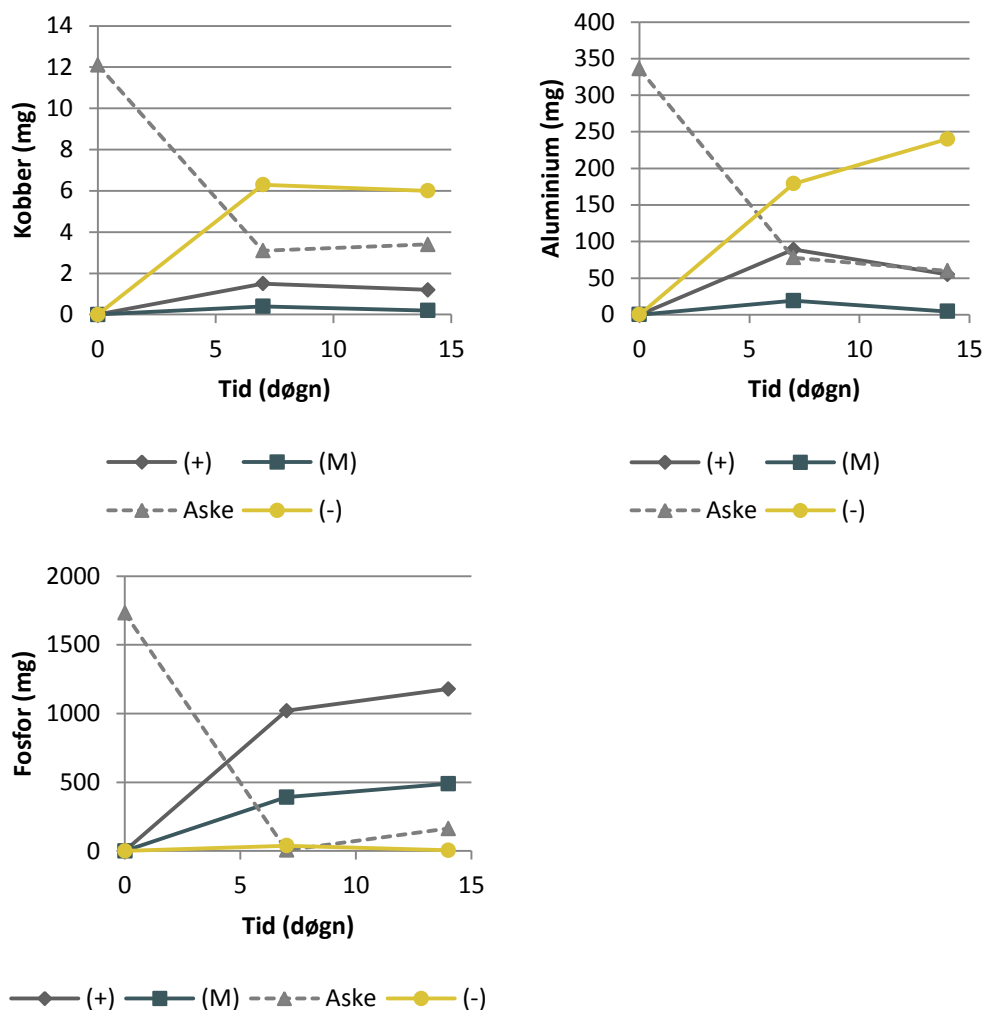 Kobber (mg)
14
12
10
8
6
4
2
0
0 5 10 15
Tid (døgn)
(+) (M)
Aske (-)
Aluminium (mg)
400
350
300
250
200
150
100
50
0
0 5 10 15
Tid (døgn)
(+) (M)
Aske (-)
Fosfor (mg)
2000
1500
1000
500
0
0 5 10 15
Tid (døgn)
(+) (M) Aske (-)